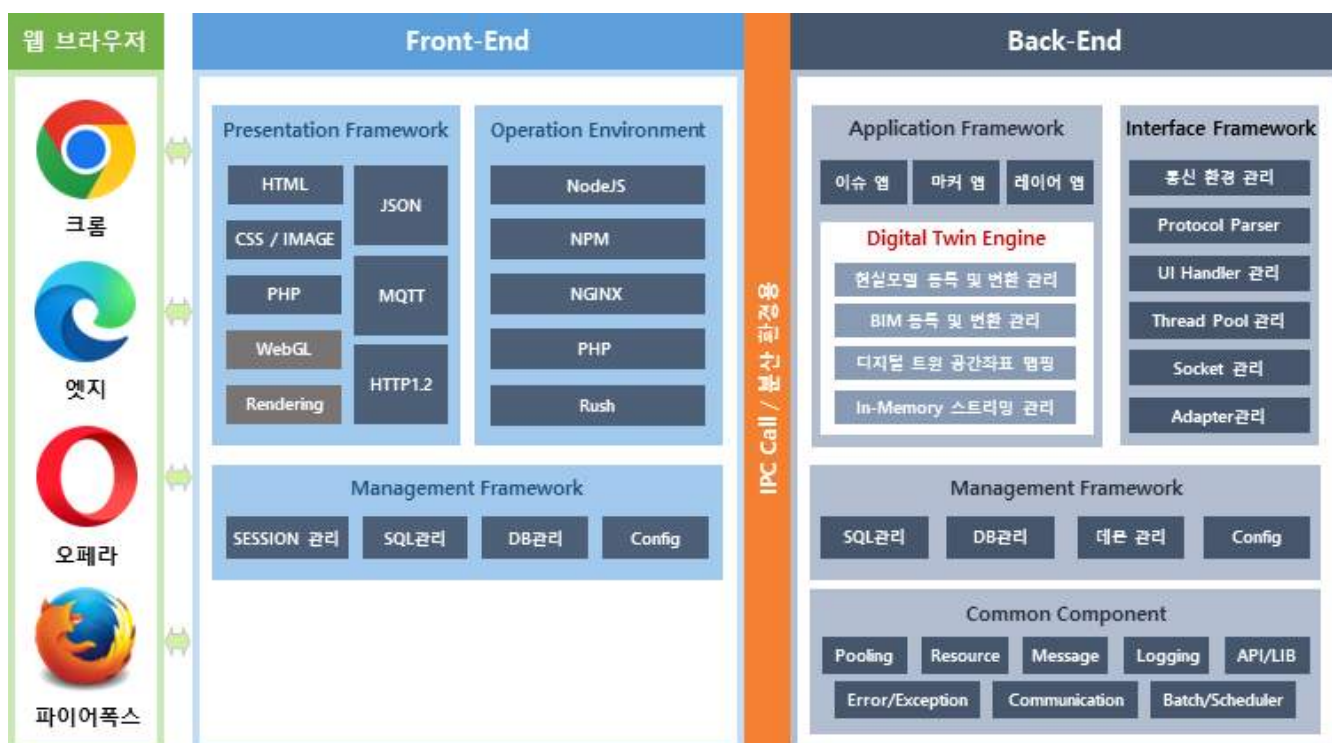 웹 브라우저
크롬
엣지
오페라
파이어폭스
Front-End
Presentation Framework
HTML
CSS / IMAGE
PHP
WebGL
Rendering
JSON
MQTT
HTTP1.2
Operation Environment
NodeJS
NPM
NGINX
PHP
Rush
Management Framework
SESSION 관리
SQL관리
DB관리
Config
IPC Call / 분산 환경용
Back-End
Application Framework
이슈 앱
마커 앱
레이어 앱
Digital Twin Engine
현실모델 등록 및 변환 관리
BIM 등록 및 변환 관리
디지털 트윈 공간좌표 맵핑
In-Memory 스트리밍 관리
Interface Framework
통신 환경 관리
Protocol Parser
UI Handler 관리
Thread Pool 관리
Socket 관리
Adapter관리
Management Framework
SQL관리
DB관리
데몬 관리
Config
Common Component
Pooling
Resource
Message
Logging
API/LIB
Error/Exception
Communication
Batch/Scheduler